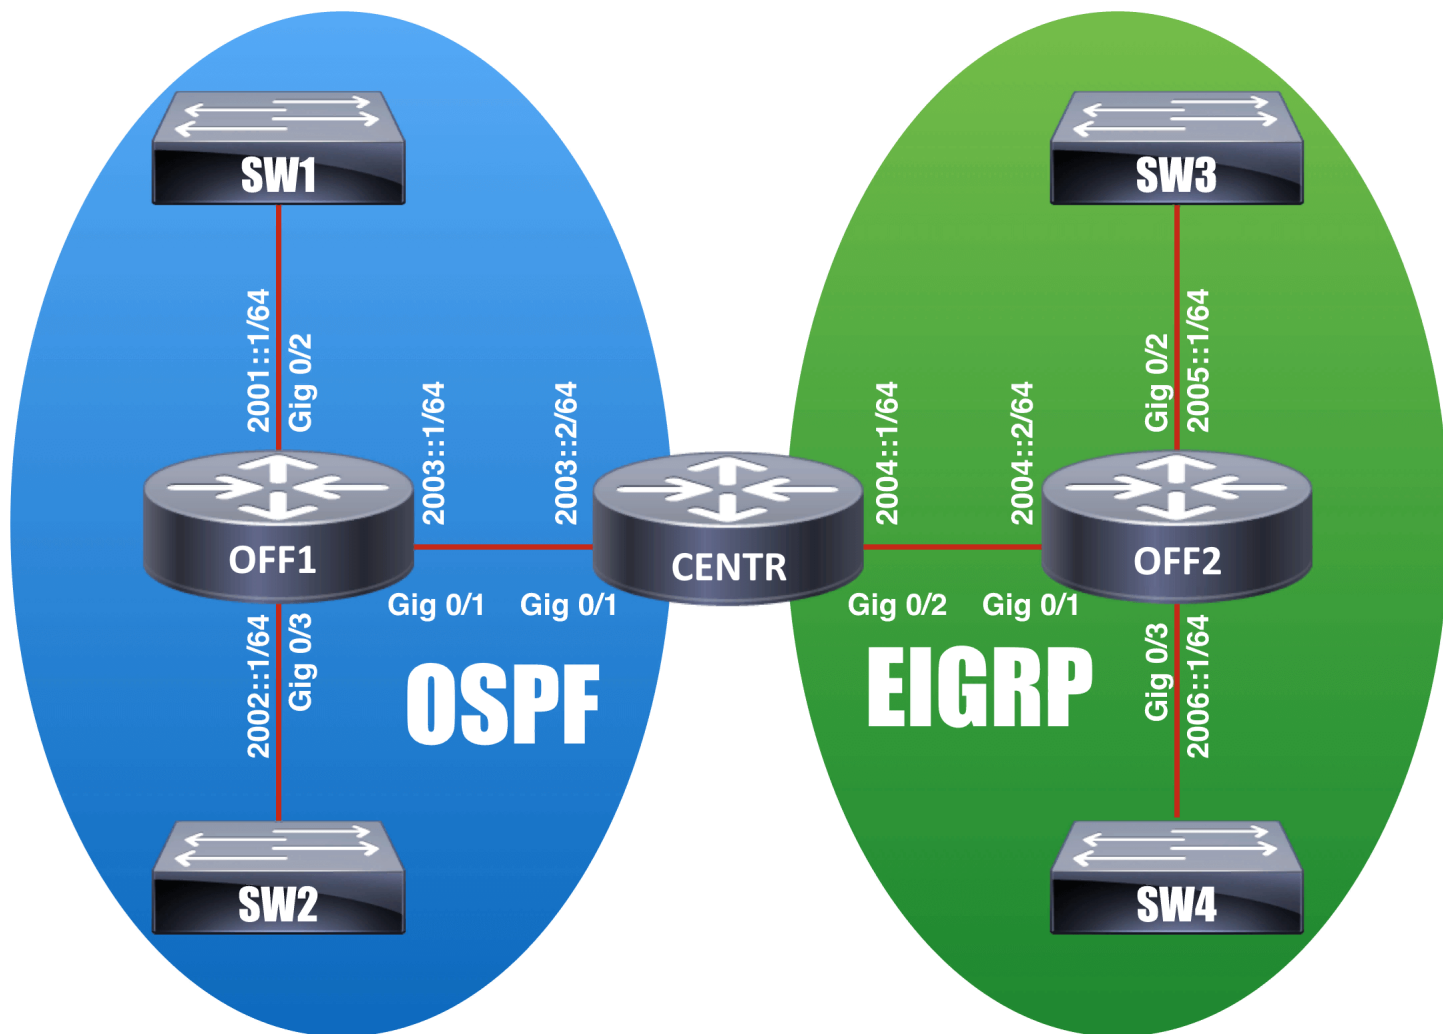 SW1
SW3
2001::1/64
Gig 0/2
Gig 0/2
2005::1/64
2003::1/64
2003::2/64
2004::1/64
2004::2/64
OFF1
CENTR
OFF2
Gig 0/1
Gig 0/1
Gig 0/2
Gig 0/1
2002::1/64
Gig 0/3
OSPF
EIGRP
Gig 0/3
2006::1/64
SW2
SW4